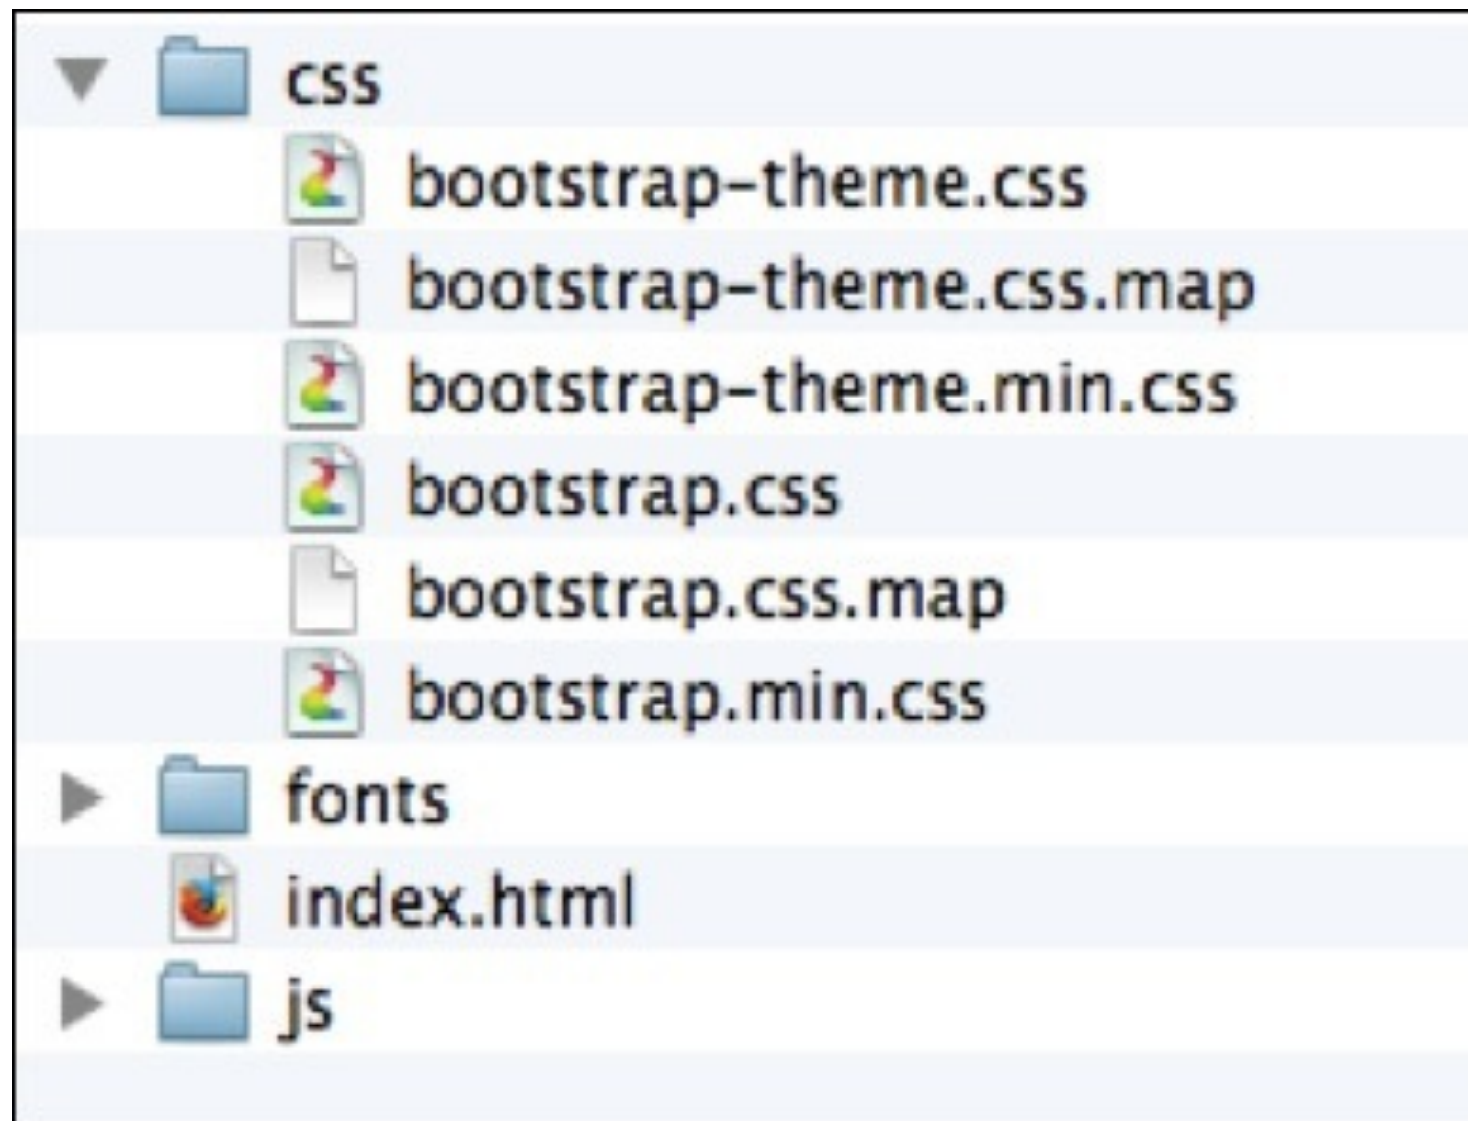 css
bootstrap-theme.css
bootstrap-theme.css.map
bootstrap-theme.min.css
bootstrap.css
bootstrap.css.map
bootstrap.min.css
fonts
index.html
js